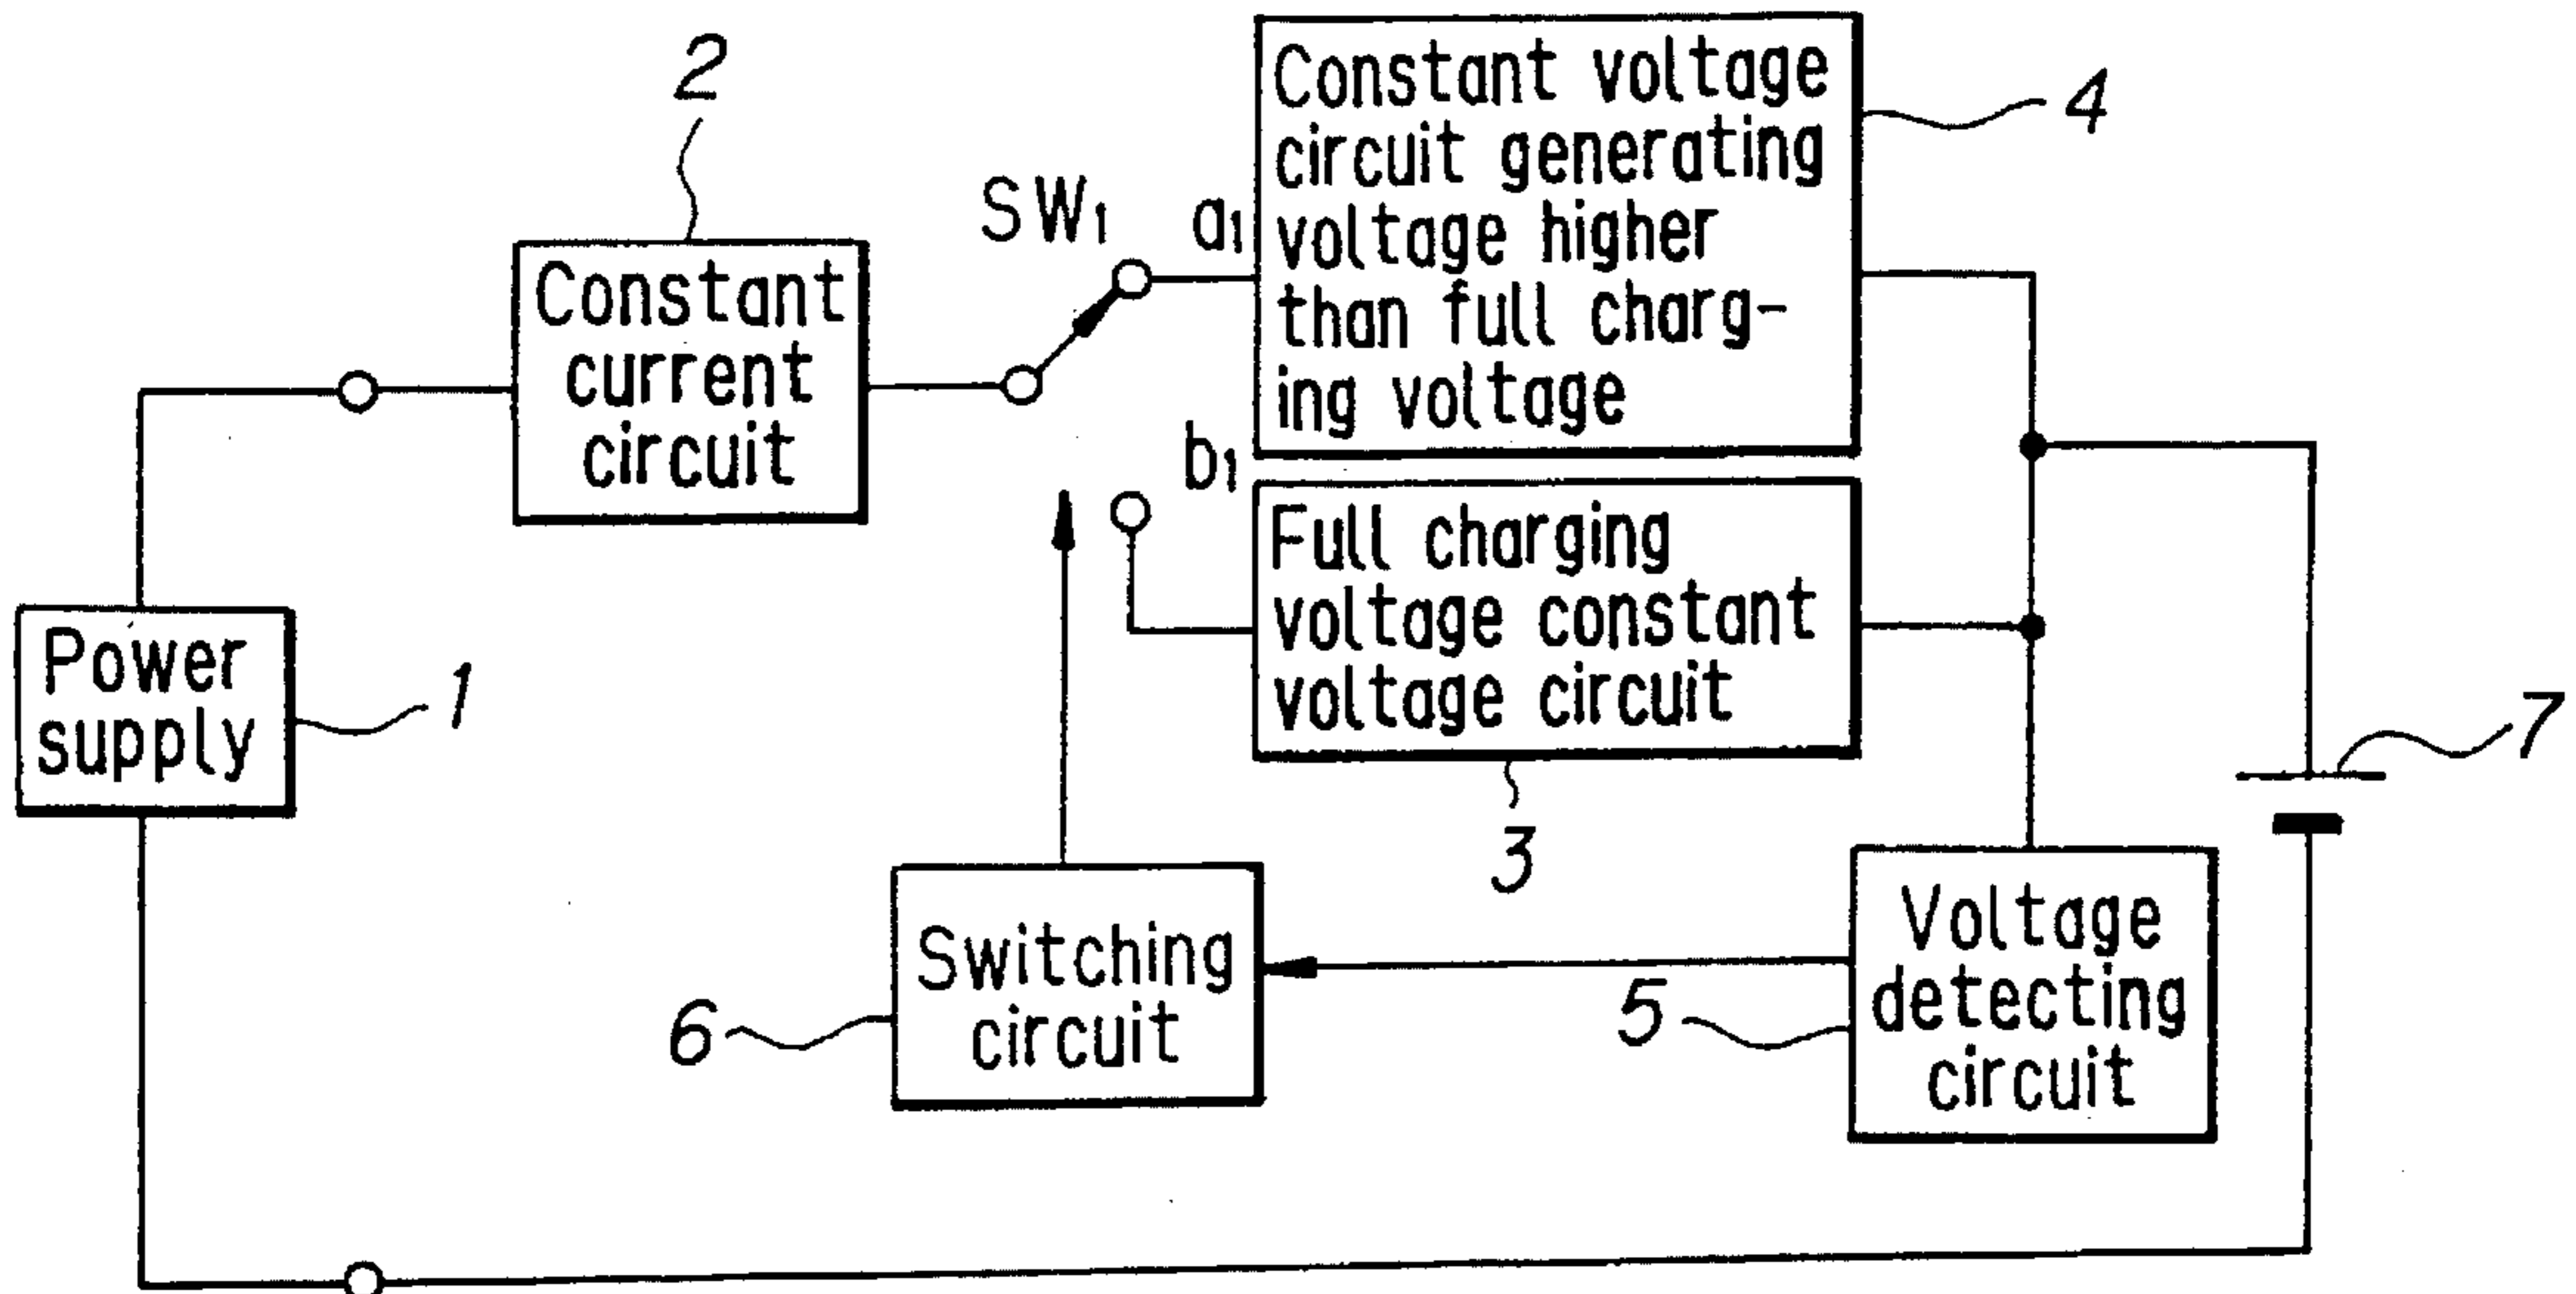 2
Constant voltage
circuit generating
voltage higher
than full charg-
ing voltage
4
SW₁
a₁
Constant
current
circuit
b₁
Full charging
voltage constant
voltage circuit
3
Power
supply
1
7
Switching
circuit
6
Voltage
detecting
circuit
5